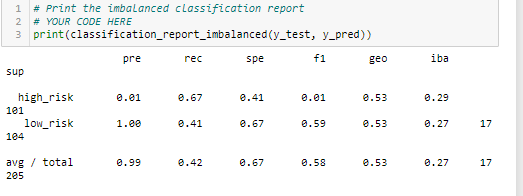 1 # Print the imbalanced classification report
2 # YOUR CODE HERE
3 print(classification_report_imbalanced(y_test, y_pred))
pre rec spe f1 geo iba
sup
high_risk 0.01 0.67 0.41 0.01 0.53 0.29
101
low_risk 1.00 0.41 0.67 0.59 0.53 0.27 17
104
avg / total 0.99 0.42 0.67 0.58 0.53 0.27 17
205